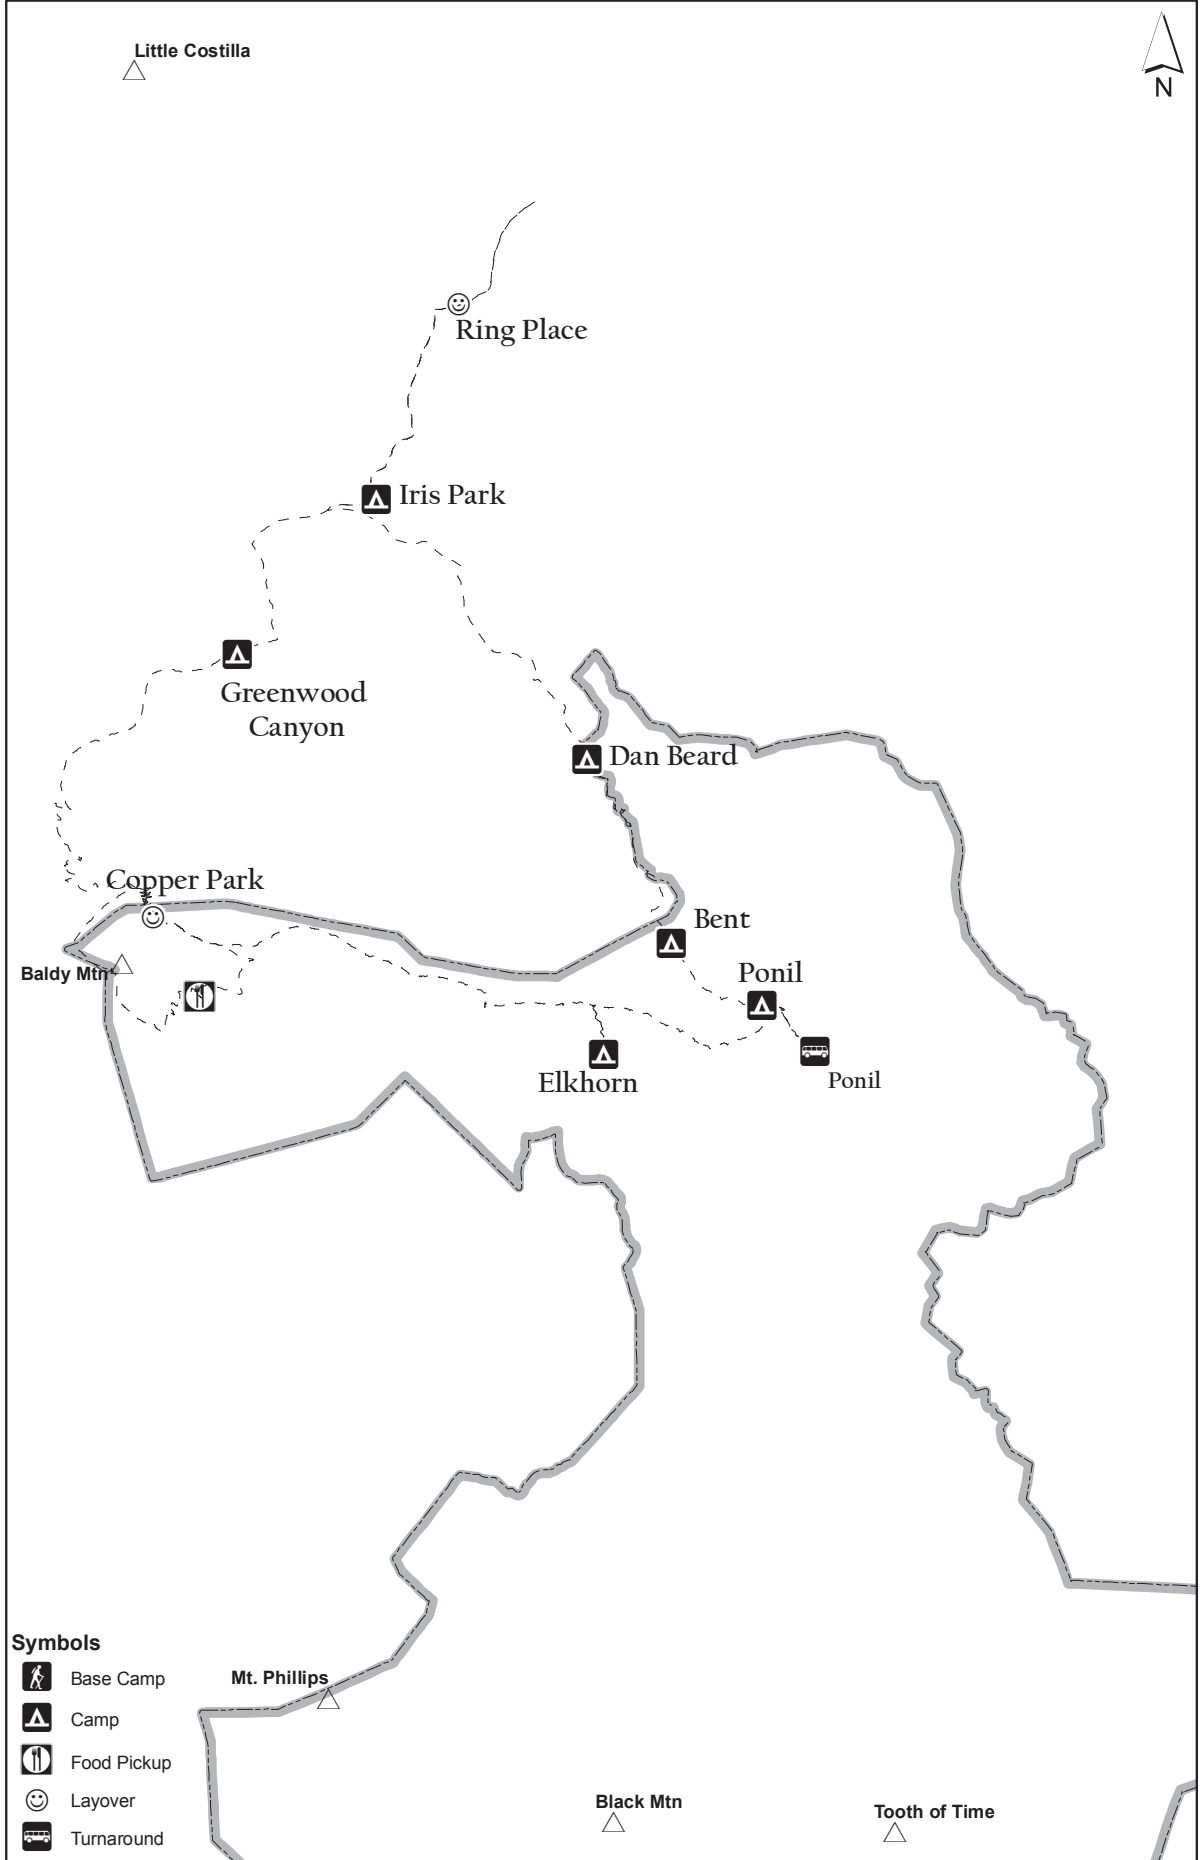 Little Costilla
N
Ring Place
Iris Park
Greenwood
Canyon
Dan Beard
Copper Park
Bent
Baldy Mtn
Ponil
Elkhorn
Ponil
Symbols
Base Camp
Mt. Phillips
Camp
Food Pickup
Layover
Black Mtn
Tooth of Time
Turnaround